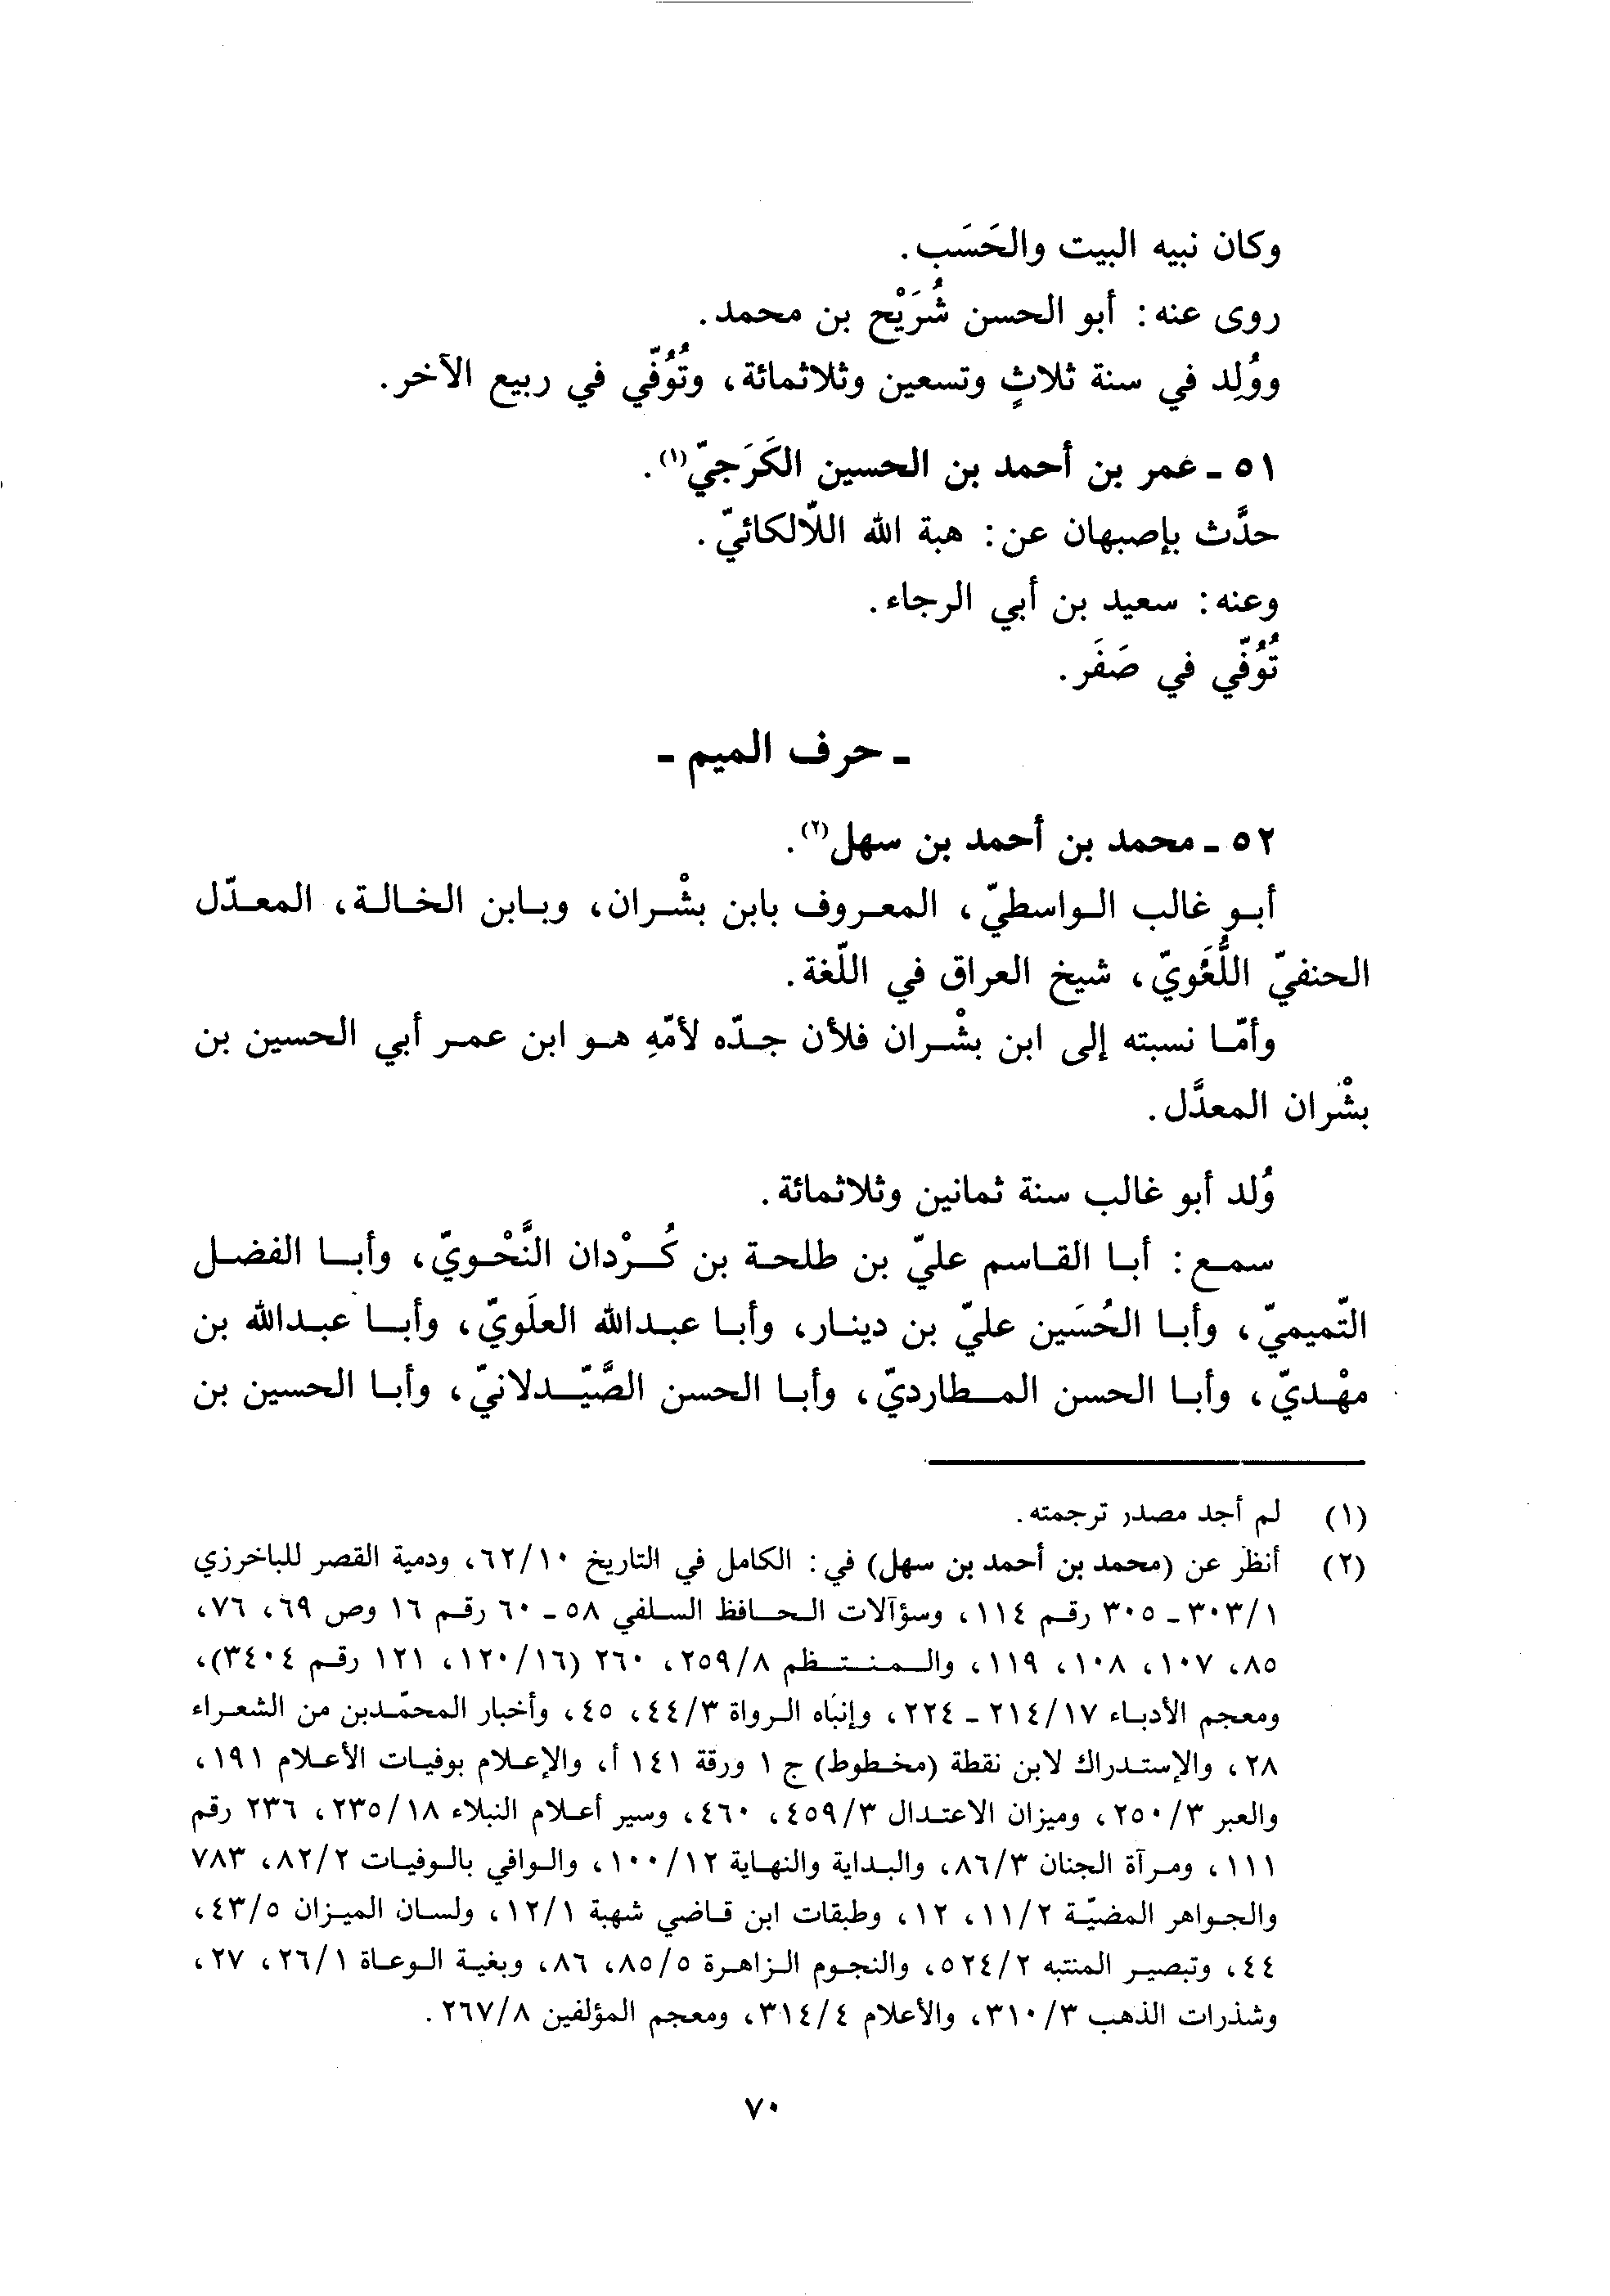 وكان نبيه البيت والحَسَب.
روى عنه: أبو الحسن شُرَيْح بن محمد.
ووُلِد في سنة ثلاثٍ وتسعين وثلاثمائة، وتُوُفّي في ربيع الآخر.
٥١ ـ عمر بن أحمد بن الحسين الكَرَجيّ(١).
حدَّث بإصبهان عن: هبة الله اللّالكائيّ.
وعنه: سعيد بن أبي الرجاء.
تُوُفّي في صَفَر.
ـ حرف الميم ـ
٥٢ ـ محمد بن أحمد بن سهل(٢).
أبو غالب الواسطيّ، المعروف بابن بشْران، وبابن الخالة، المعدّل
الحنفيّ اللُّغَويّ، شيخ العراق في اللّغة.
وأمّا نسبته إلى ابن بشْران فلأن جدّه لأمّهِ هو ابن عمر أبي الحسين بن
بشْران المعدَّل.
وُلد أبو غالب سنة ثمانين وثلاثمائة.
سمع: أبا القاسم عليّ بن طلحة بن كُرْدان النَّحْويّ، وأبا الفضل
التّميميّ، وأبا الحُسَين عليّ بن دينار، وأبا عبدالله العلَويّ، وأبا عبدالله بن
مهْديّ، وأبا الحسن المطارديّ، وأبا الحسن الصَّيّدلانيّ، وأبا الحسين بن
(١) لم أجد مصدر ترجمته.
(٢) أنظر عن (محمد بن أحمد بن سهل) في: الكامل في التاريخ ٦٢/١٠، ودمية القصر للباخرزي
٣٠٣/١ ـ ٣٠٥ رقم ١١٤، وسؤآلات الحافظ السلفي ٥٨ ـ ٦٠ رقم ١٦ وص ٦٩، ٧٦،
٨٥، ١٠٧، ١٠٨، ١١٩، والمنتظم ٢٥٩/٨، ٢٦٠ (١٢٠/١٦، ١٢١ رقم ٣٤٠٤)،
ومعجم الأدباء ٢١٤/١٧ ـ ٢٢٤، وإنباه الرواة ٤٤/٣، ٤٥، وأخبار المحمّدبن من الشعراء
٢٨، والإستدراك لابن نقطة (مخطوط) ج ١ ورقة ١٤١ أ، والإعلام بوفيات الأعلام ١٩١،
والعبر ٢٥٠/٣، وميزان الاعتدال ٤٥٩/٣، ٤٦٠، وسير أعلام النبلاء ٢٣٥/١٨، ٢٣٦ رقم
١١١، ومرآة الجنان ٨٦/٣، والبداية والنهاية ١٠٠/١٢، والوافي بالوفيات ٨٢/٢، ٧٨٣
والجواهر المضيّة ١١/٢، ١٢، وطبقات ابن قاضي شهبة ١٢/١، ولسان الميزان ٤٣/٥،
٤٤، وتبصير المنتبه ٥٢٤/٢، والنجوم الزاهرة ٨٥/٥، ٨٦، وبغية الوعاة ٢٦/١، ٢٧،
وشذرات الذهب ٣١٠/٣، والأعلام ٣١٤/٤، ومعجم المؤلفين ٢٦٧/٨.
٧٠